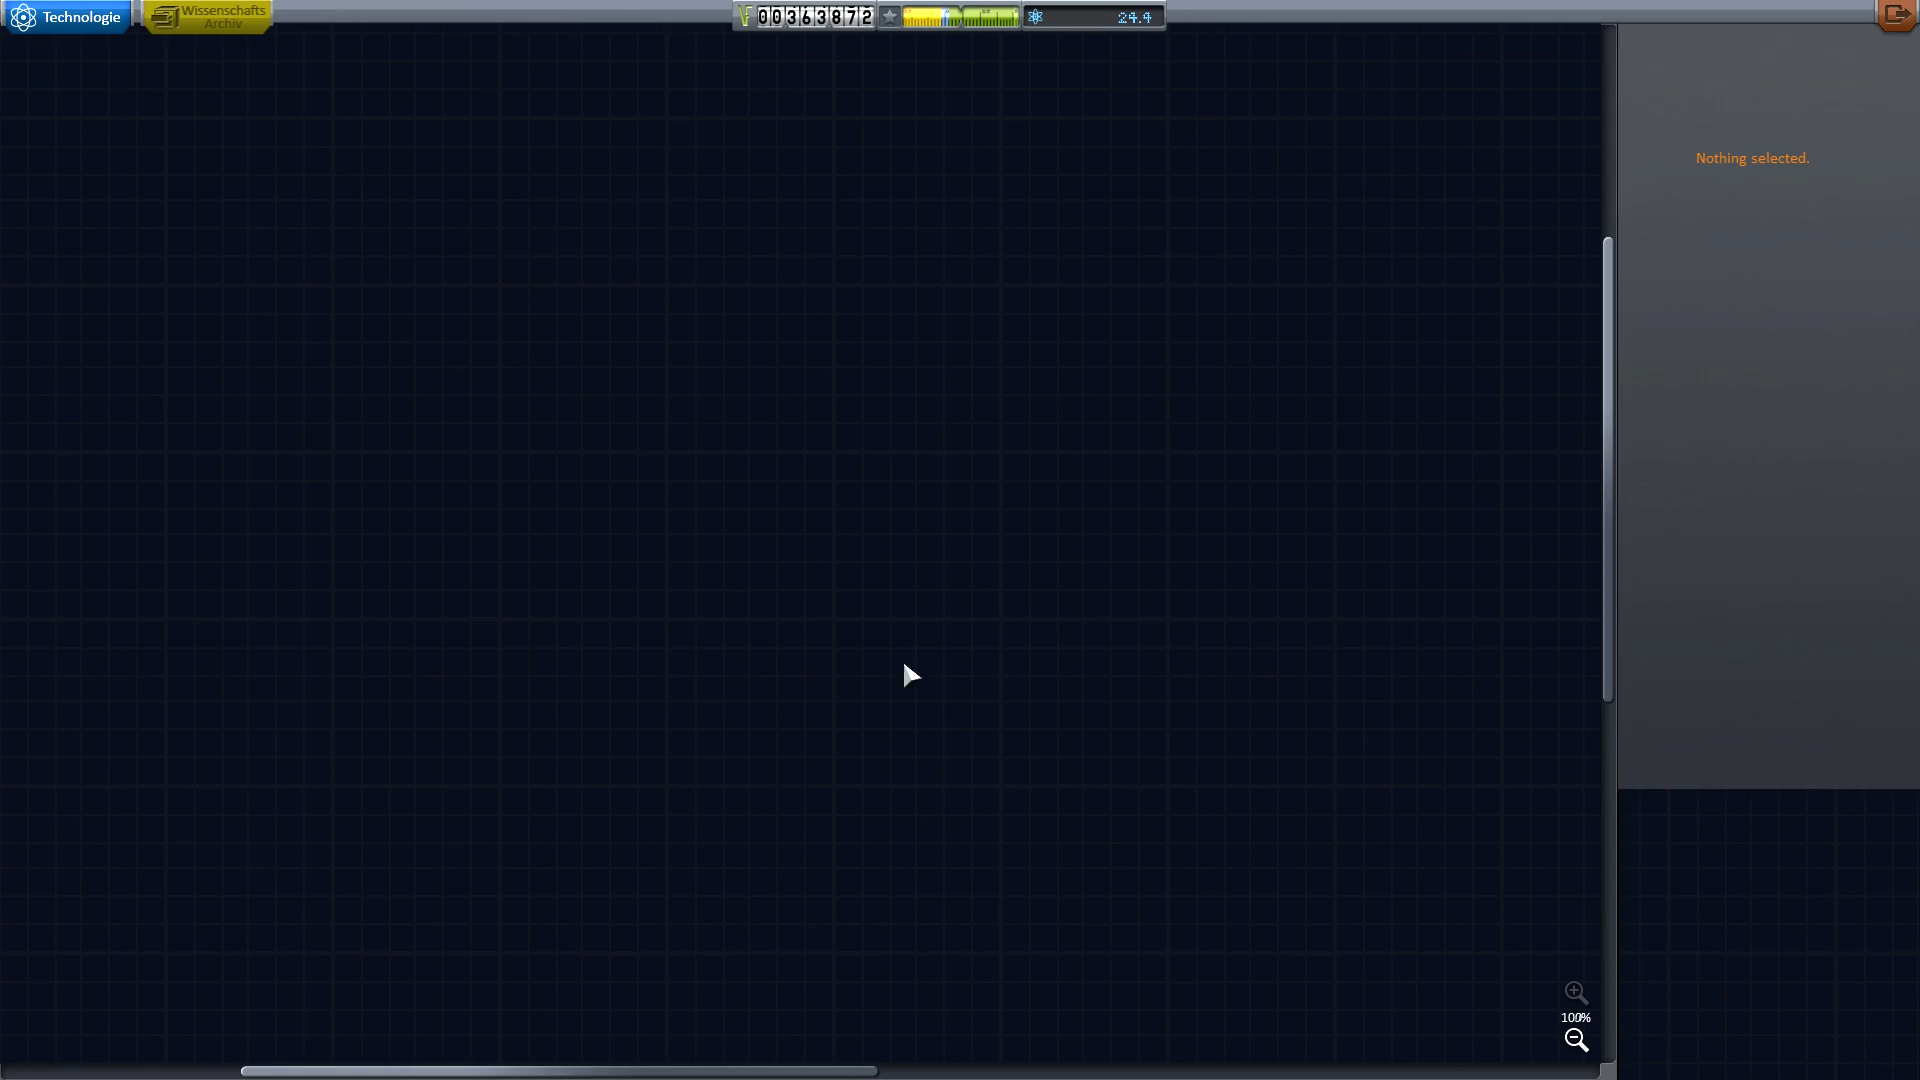 Technologie
Wissenschafts
Archiv
00363872
24.4
Nothing selected.
100%